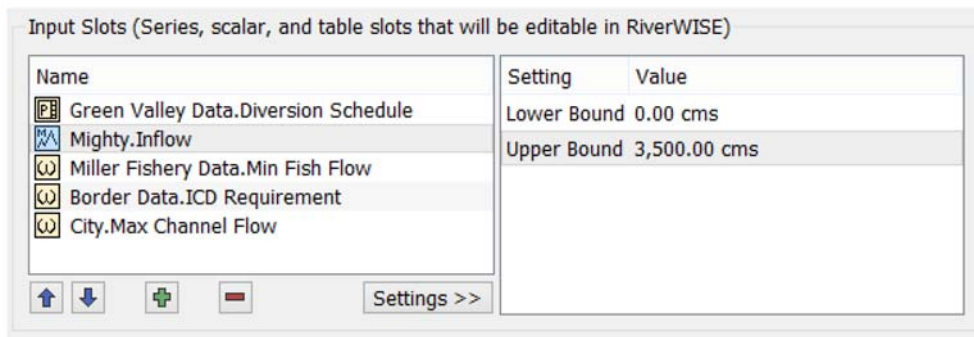 Input Slots (Series, scalar, and table slots that will be editable in RiverWISE)
Name
Green Valley Data.Diversion Schedule
Mighty.Inflow
Miller Fishery Data.Min Fish Flow
Border Data.ICD Requirement
City.Max Channel Flow
Settings >>
Setting Value
Lower Bound 0.00 cms
Upper Bound 3,500.00 cms